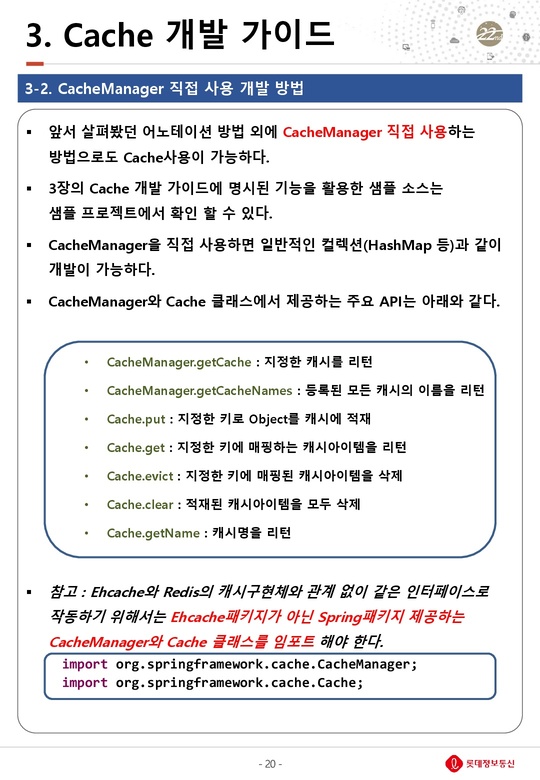 3. Cache 개발 가이드
22
3-2. CacheManager 직접 사용 개발 방법
▪ 앞서 살펴봤던 어노테이션 방법 외에 CacheManager 직접 사용하는
방법으로도 Cache사용이 가능하다.
▪ 3장의 Cache 개발 가이드에 명시된 기능을 활용한 샘플 소스는
샘플 프로젝트에서 확인 할 수 있다.
▪ CacheManager을 직접 사용하면 일반적인 컬렉션(HashMap 등)과 같이
개발이 가능하다.
▪ CacheManager와 Cache 클래스에서 제공하는 주요 API는 아래와 같다.
• CacheManager.getCache : 지정한 캐시를 리턴
• CacheManager.getCacheNames : 등록된 모든 캐시의 이름을 리턴
• Cache.put : 지정한 키로 Object를 캐시에 적재
• Cache.get : 지정한 키에 매핑하는 캐시아이템을 리턴
• Cache.evict : 지정한 키에 매핑된 캐시아이템을 삭제
• Cache.clear : 적재된 캐시아이템을 모두 삭제
• Cache.getName : 캐시명을 리턴
▪ 참고 : Ehcache와 Redis의 캐시구현체와 관계 없이 같은 인터페이스로
작동하기 위해서는 Ehcache패키지가 아닌 Spring패키지 제공하는
CacheManager와 Cache 클래스를 임포트 해야 한다.
import org.springframework.cache.CacheManager;
import org.springframework.cache.Cache;
- 20 -
롯데정보통신